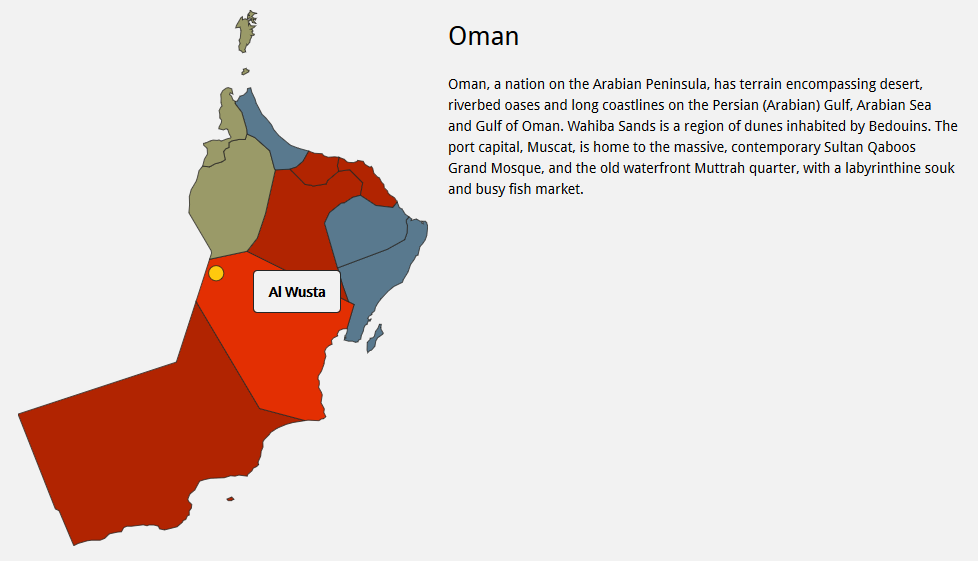 Oman
Oman, a nation on the Arabian Peninsula, has terrain encompassing desert,
riverbed oases and long coastlines on the Persian (Arabian) Gulf, Arabian Sea
and Gulf of Oman. Wahiba Sands is a region of dunes inhabited by Bedouins. The
port capital, Muscat, is home to the massive, contemporary Sultan Qaboos
Grand Mosque, and the old waterfront Muttrah quarter, with a labyrinthine souk
and busy fish market.
Al Wusta